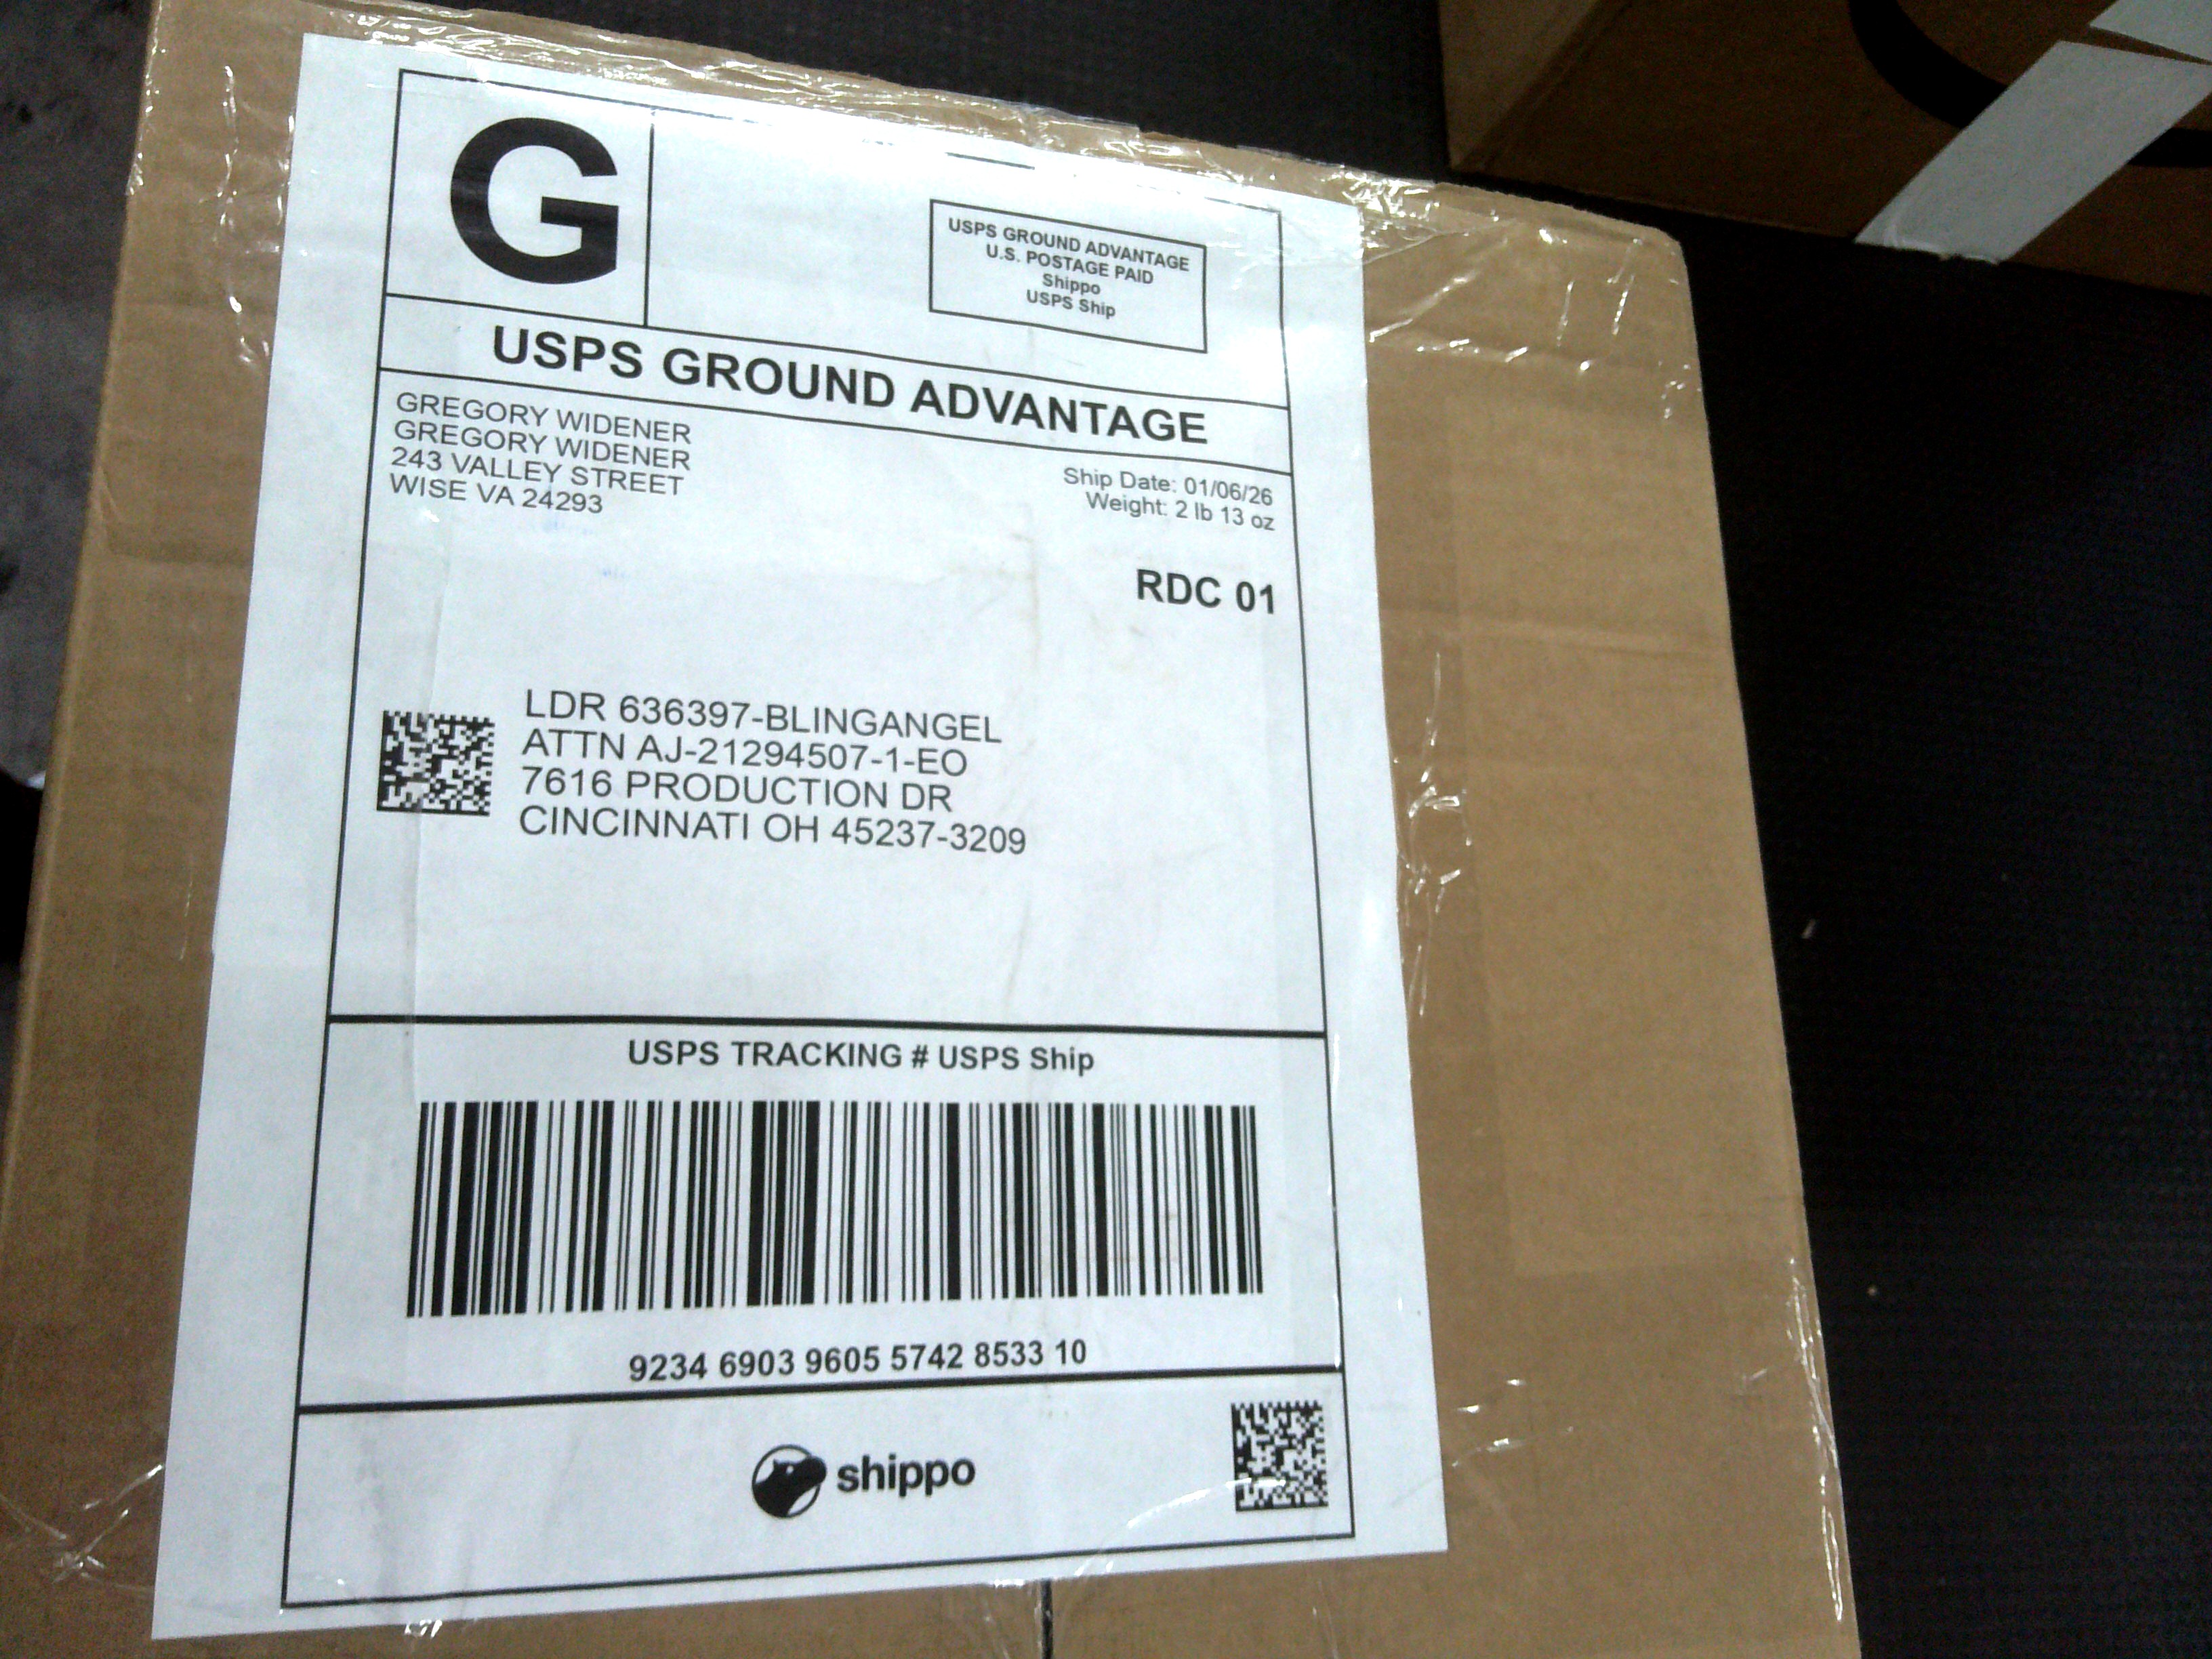 G
USPS GROUND ADVANTAGE
U.S. POSTAGE PAID
Shippo
USPS Ship
USPS GROUND ADVANTAGE
GREGORY WIDENER
GREGORY WIDENER
243 VALLEY STREET
WISE VA 24293
Ship Date: 01/06/26
Weight: 2 lb 13 oz
RDC 01
LDR 636397-BLINGANGEL
ATTN AJ-21294507-1-EO
7616 PRODUCTION DR
CINCINNATI OH 45237-3209
USPS TRACKING # USPS Ship
9234 6903 9605 5742 8533 10
shippo